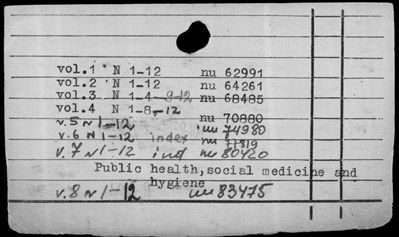 vol.1 N 1-12 nu 62991
vol.2 N 1-12 nu 64261
vol.3 N 1-4-9-12 nu 68485
vol.4 N 1-8,-12
nu 70880
v.5 N 1-12 nu 74980
v.6 N 1-12 index nu 77819
v.7 N 1-12 ind nu 80420
Public health,social medicine and
hygiene
v.8 N 1-12 nu 83475